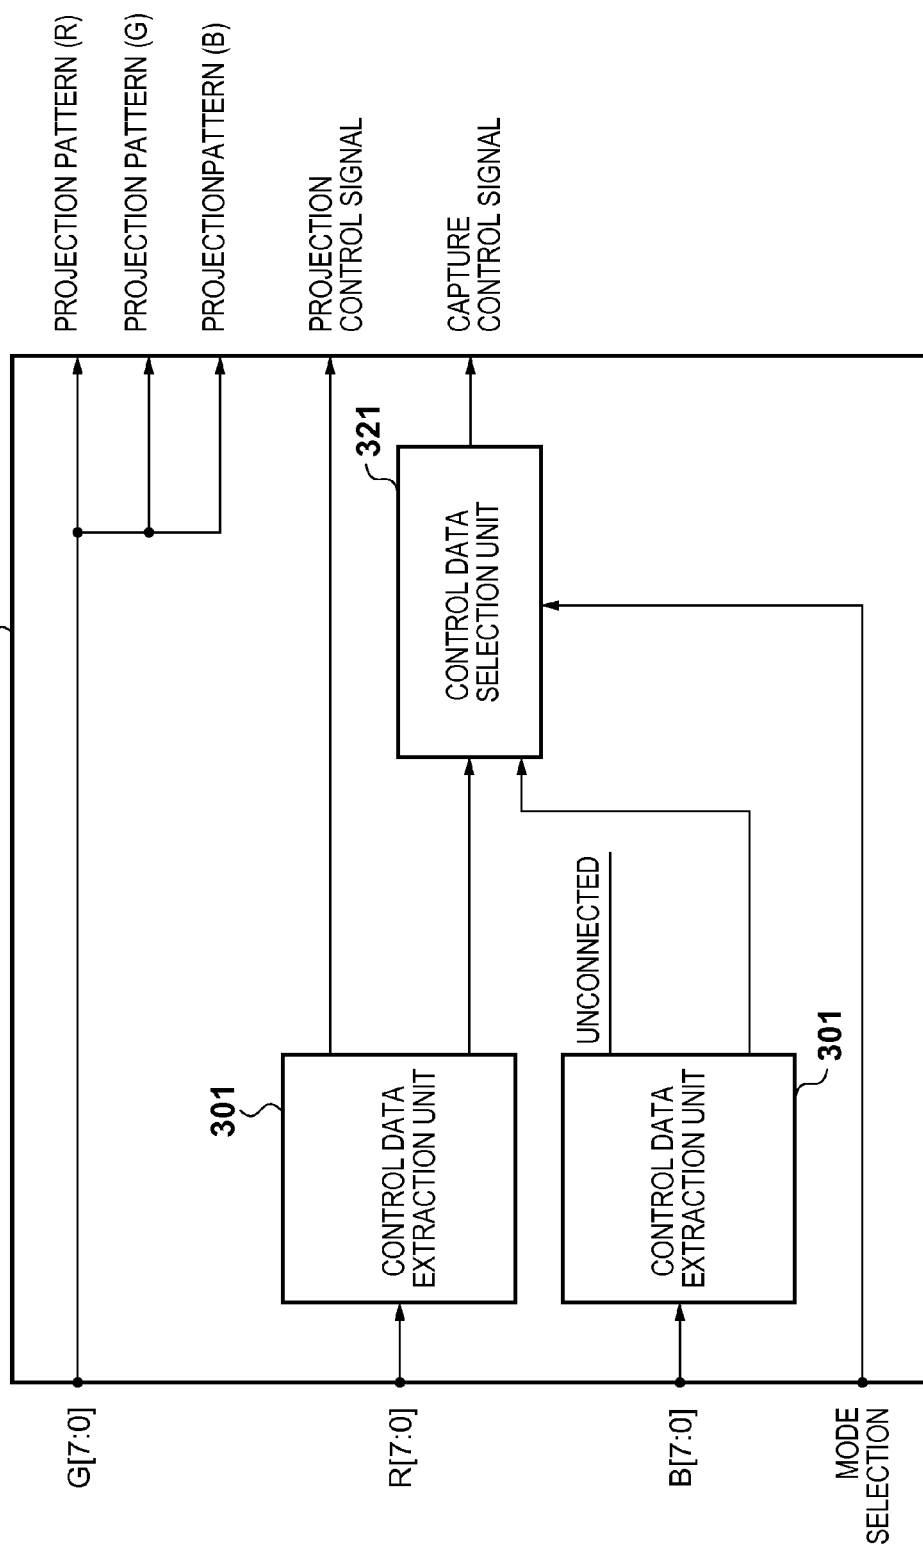 G[7:0]
R[7:0]
B[7:0]
MODE
SELECTION
301
CONTROL DATA
EXTRACTION UNIT
CONTROL DATA
EXTRACTION UNIT
301
UNCONNECTED
321
CONTROL DATA
SELECTION UNIT
PROJECTION PATTERN (R)
PROJECTION PATTERN (G)
PROJECTIONPATTERN (B)
PROJECTION
CONTROL SIGNAL
CAPTURE
CONTROL SIGNAL